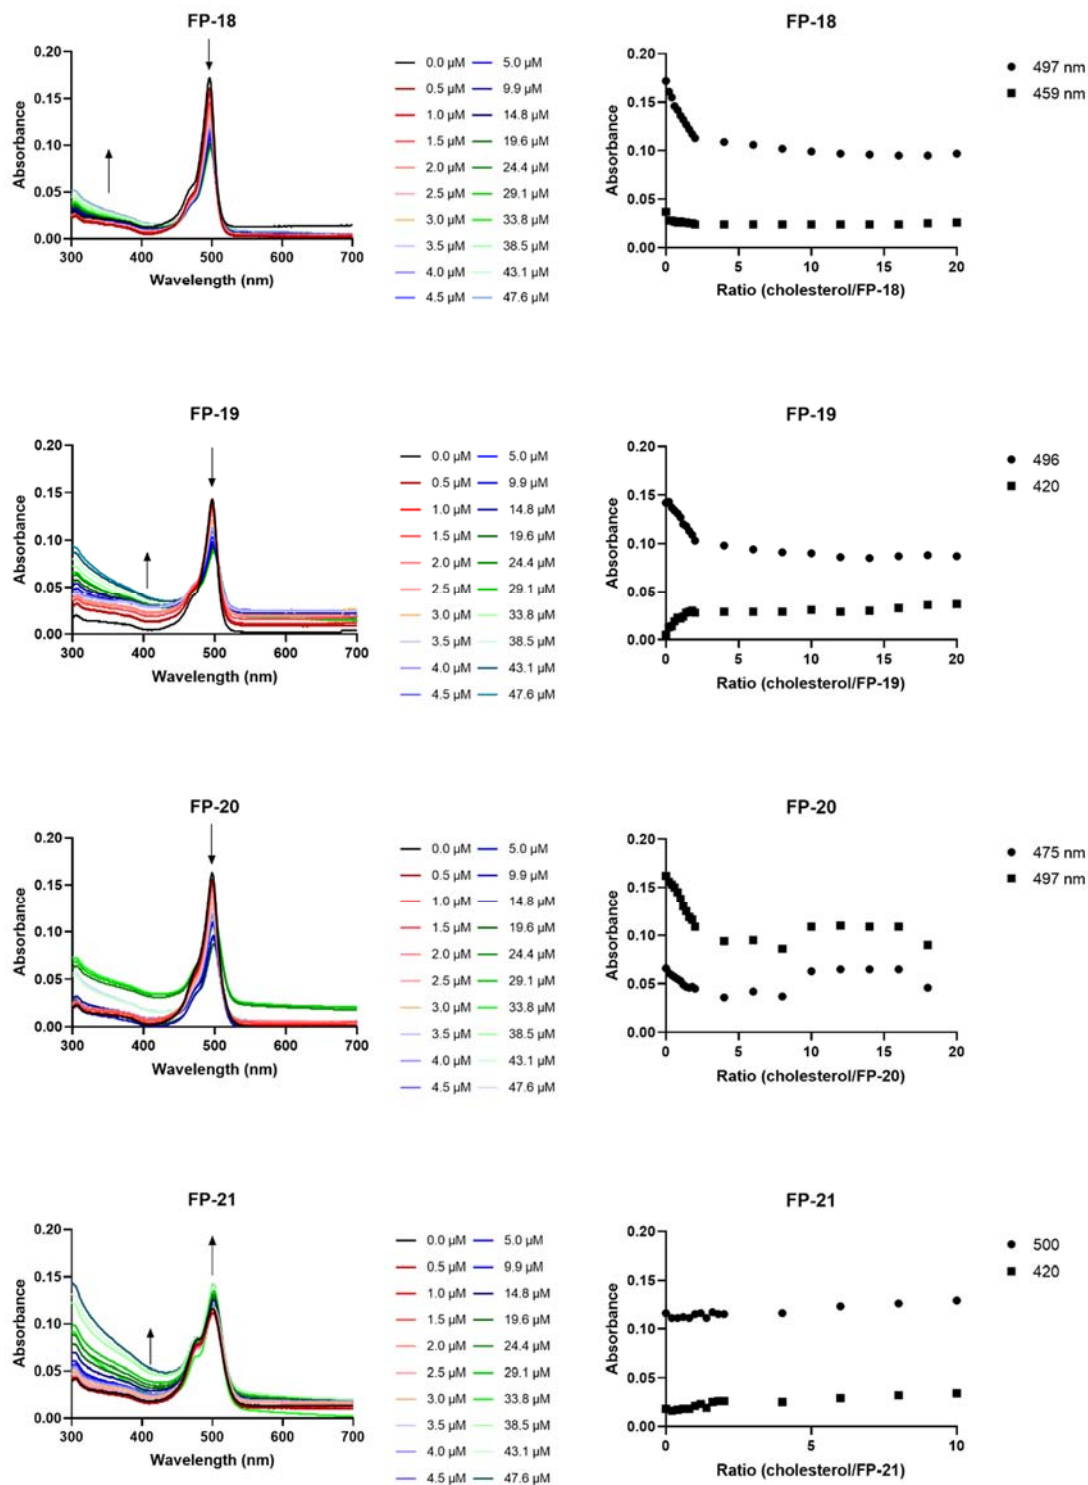 FP-18
0.20
0.15
0.10
0.05
0.00
Absorbance
300 400 500 600 700
Wavelength (nm)
0.0 µM 5.0 µM
0.5 µM 9.9 µM
1.0 µM 14.8 µM
1.5 µM 19.6 µM
2.0 µM 24.4 µM
2.5 µM 29.1 µM
3.0 µM 33.8 µM
3.5 µM 38.5 µM
4.0 µM 43.1 µM
4.5 µM 47.6 µM
FP-18
0.20
0.15
0.10
0.05
0.00
Absorbance
0 5 10 15 20
Ratio (cholesterol/FP-18)
497 nm
459 nm
FP-19
0.20
0.15
0.10
0.05
0.00
Absorbance
300 400 500 600 700
Wavelength (nm)
0.0 µM 5.0 µM
0.5 µM 9.9 µM
1.0 µM 14.8 µM
1.5 µM 19.6 µM
2.0 µM 24.4 µM
2.5 µM 29.1 µM
3.0 µM 33.8 µM
3.5 µM 38.5 µM
4.0 µM 43.1 µM
4.5 µM 47.6 µM
FP-19
0.20
0.15
0.10
0.05
0.00
Absorbance
0 5 10 15 20
Ratio (cholesterol/FP-19)
496
420
FP-20
0.20
0.15
0.10
0.05
0.00
Absorbance
300 400 500 600 700
Wavelength (nm)
0.0 µM 5.0 µM
0.5 µM 9.9 µM
1.0 µM 14.8 µM
1.5 µM 19.6 µM
2.0 µM 24.4 µM
2.5 µM 29.1 µM
3.0 µM 33.8 µM
3.5 µM 38.5 µM
4.0 µM 43.1 µM
4.5 µM 47.6 µM
FP-20
0.20
0.15
0.10
0.05
0.00
Absorbance
0 5 10 15 20
Ratio (cholesterol/FP-20)
475 nm
497 nm
FP-21
0.20
0.15
0.10
0.05
0.00
Absorbance
300 400 500 600 700
Wavelength (nm)
0.0 µM 5.0 µM
0.5 µM 9.9 µM
1.0 µM 14.8 µM
1.5 µM 19.6 µM
2.0 µM 24.4 µM
2.5 µM 29.1 µM
3.0 µM 33.8 µM
3.5 µM 38.5 µM
4.0 µM 43.1 µM
4.5 µM 47.6 µM
FP-21
0.20
0.15
0.10
0.05
0.00
Absorbance
0 5 10
Ratio (cholesterol/FP-21)
500
420